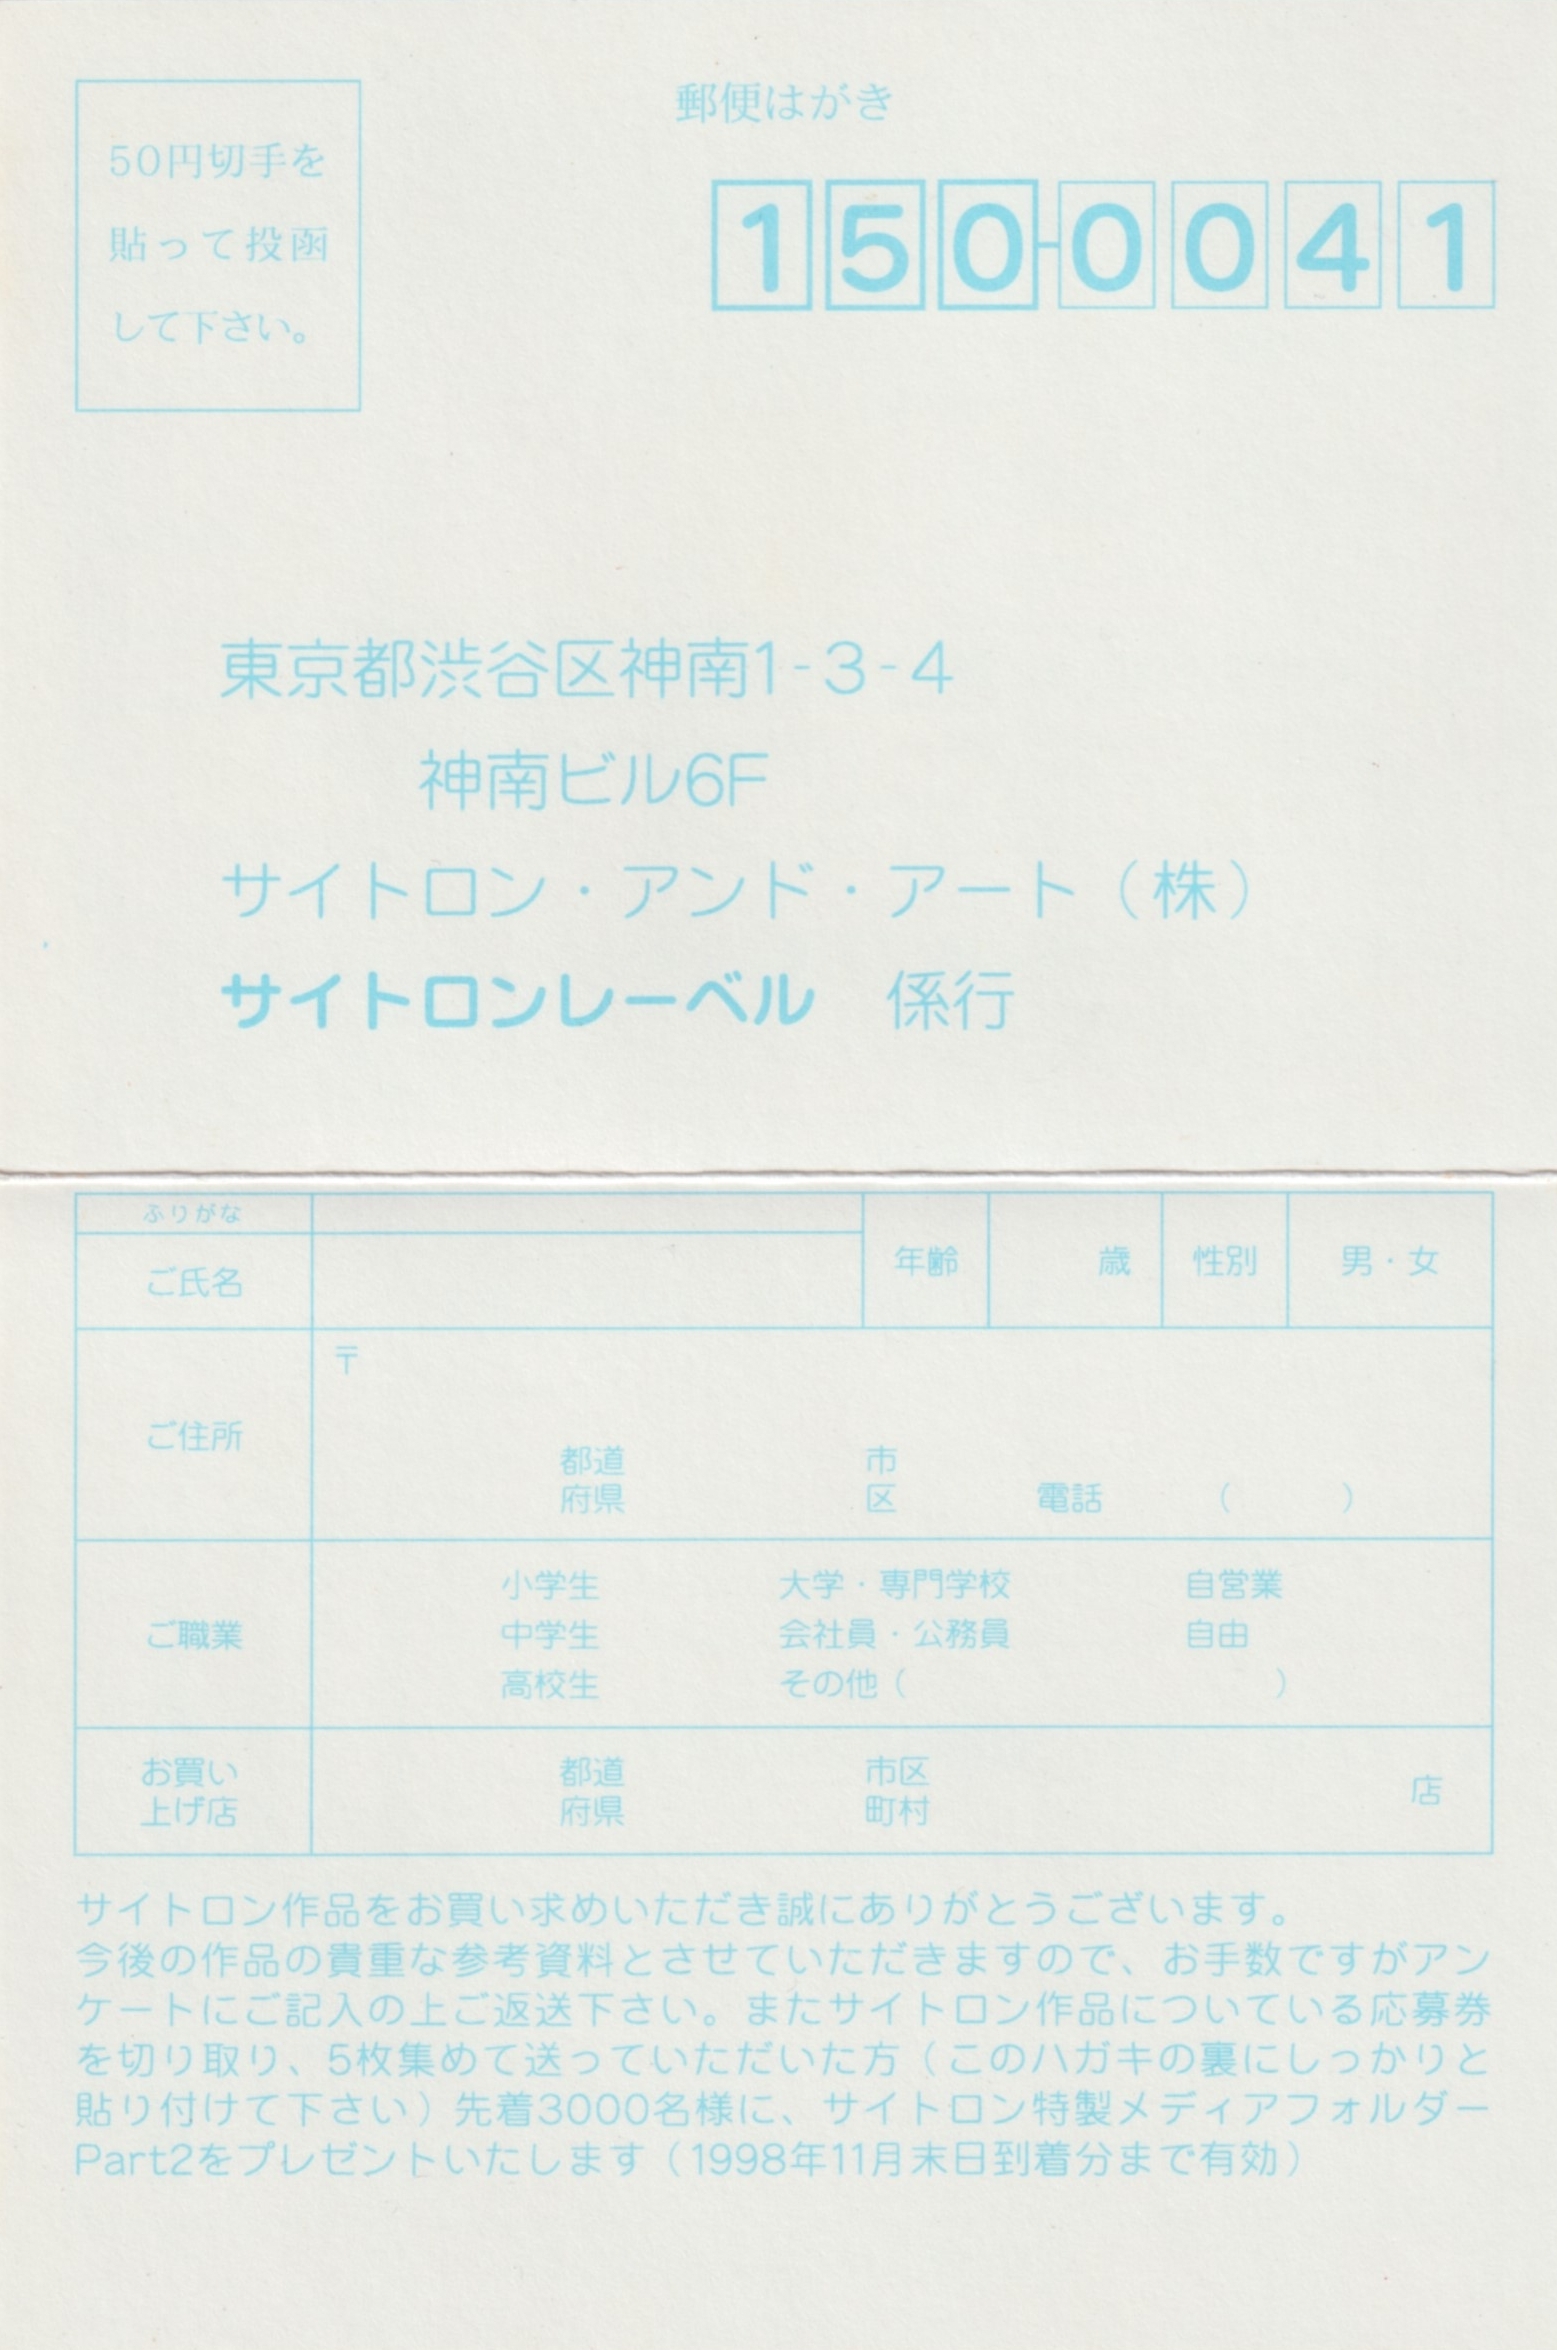 郵便はがき
50円切手を
貼って投函
して下さい。
150-0041
東京都渋谷区神南1-3-4
神南ビル6F
サイトロン・アンド・アート（株）
サイトロンレーベル　係行
ふりがな
ご氏名
年齢　歳　性別　男・女
ご住所
〒
都道　市
府県　区　電話　（　　）
ご職業
小学生　大学・専門学校　自営業
中学生　会社員・公務員　自由
高校生　その他（　　）
お買い
上げ店
都道　市区
府県　町村
店
サイトロン作品をお買い求めいただき誠にありがとうございます。
今後の作品の貴重な参考資料とさせていただきますので、お手数ですがアン
ケートにご記入の上ご返送下さい。またサイトロン作品についている応募券
を切り取り、5枚集めて送っていただいた方（このハガキの裏にしっかりと
貼り付けて下さい）先着3000名様に、サイトロン特製メディアフォルダー
Part2をプレゼントいたします（1998年11月末日到着分まで有効）